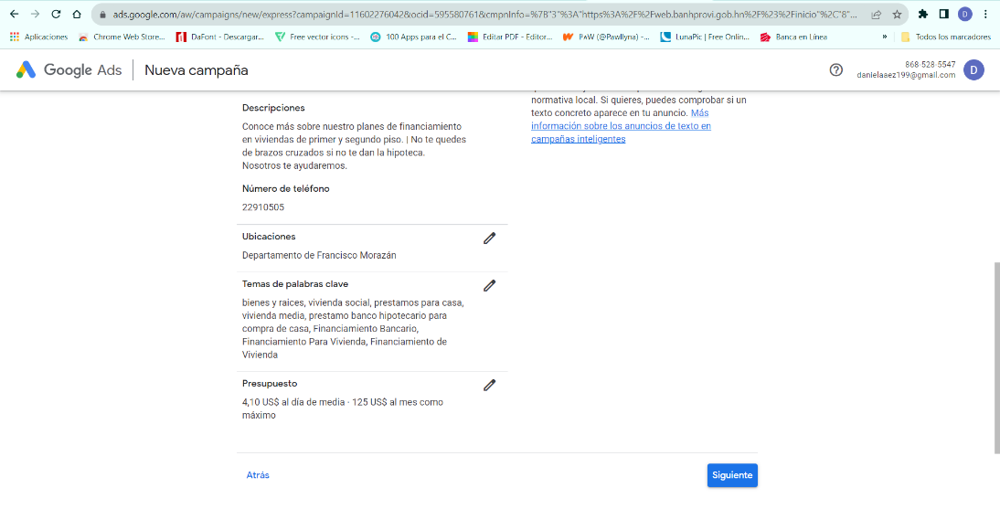 ads.google.com/aw/campaigns/new/express?campaignId=11602276042&ocid=595580761&cmpnInfo=%7B"3"%3A"https%3A%2F%2Fweb.banhprovi.gob.hn%2F%23%2Finicio"%2C"8"...
D
Aplicaciones
Chrome Web Store...
DaFont - Descargar...
Free vector icons -...
100 Apps para el C...
Editar PDF - Editor...
PAW (@Pawllyna) -...
LunaPic | Free Onlin...
Banca en Línea
»
Todos los marcadores
Google Ads
Nueva campaña
868-528-5547
danielaaez199@gmail.com
D
normativa local. Si quieres, puedes comprobar si un
texto concreto aparece en tu anuncio. Más
información sobre los anuncios de texto en
campañas inteligentes
Descripciones
Conoce más sobre nuestro planes de financiamiento
en viviendas de primer y segundo piso. | No te quedes
de brazos cruzados si no te dan la hipoteca.
Nosotros te ayudaremos.
Número de teléfono
22910505
Ubicaciones
Departamento de Francisco Morazán
Temas de palabras clave
bienes y raices, vivienda social, prestamos para casa,
vivienda media, prestamo banco hipotecario para
compra de casa, Financiamiento Bancario,
Financiamiento Para Vivienda, Financiamiento de
Vivienda
Presupuesto
4,10 US$ al día de media · 125 US$ al mes como
máximo
Atrás
Siguiente